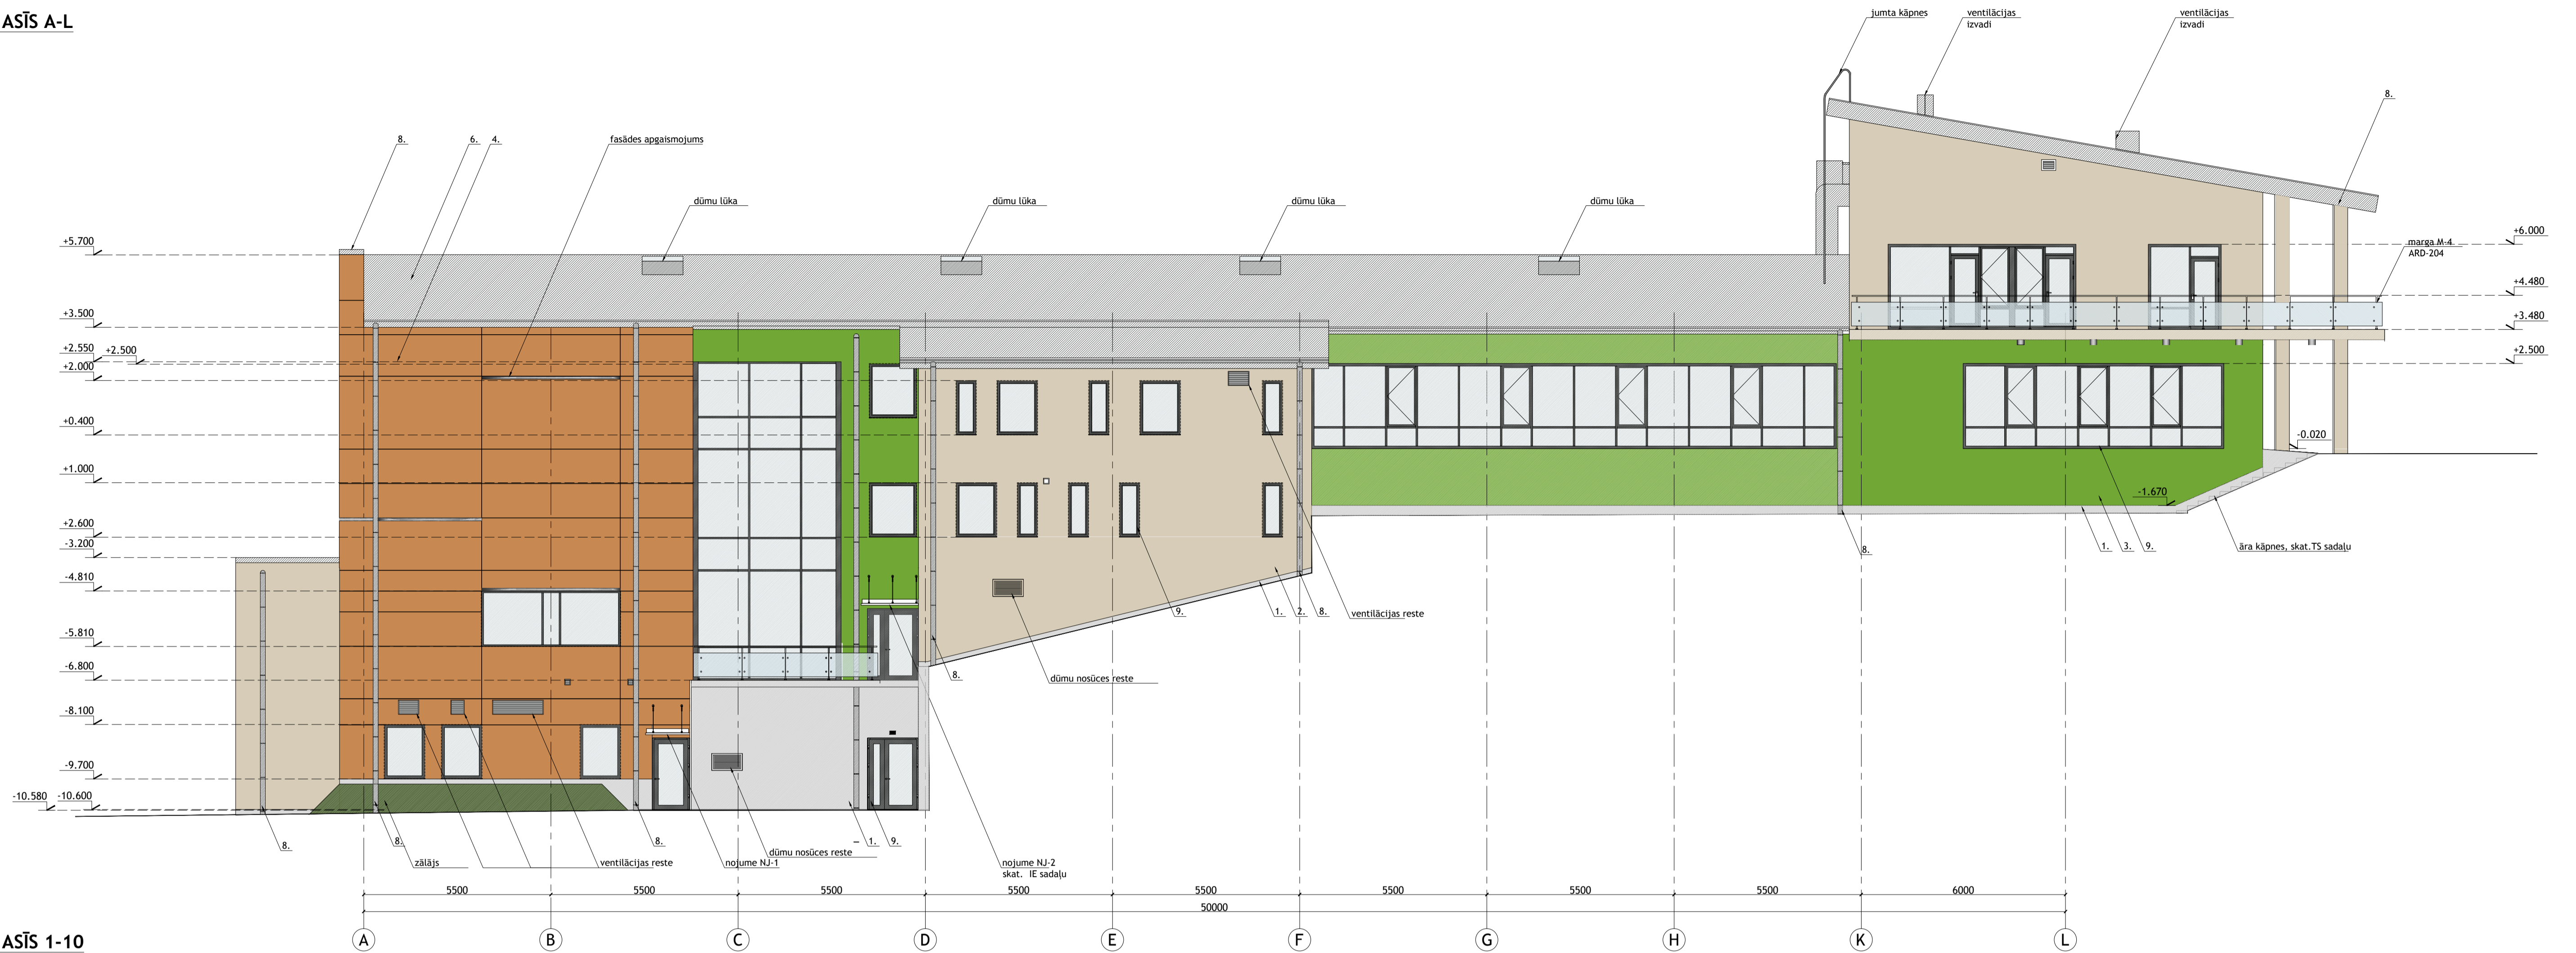 ASĪS A-L
jumta kāpnes
ventilācijas
izvadi
ventilācijas
izvadi
8.
8.
6.
4.
fasādes apgaismojums
dūmu lūka
dūmu lūka
dūmu lūka
dūmu lūka
+5.700
+3.500
+2.550
+2.500
+2.000
+0.400
+1.000
+2.600
-3.200
-4.810
-5.810
-6.800
-8.100
-9.700
-10.580
-10.600
+6.000
marga M-4
ARD-204
+4.480
+3.480
+2.500
-0.020
-1.670
1.
3.
9.
āra kāpnes, skat.TS sadaļu
8.
9.
1.
2.
8.
ventilācijas reste
8.
dūmu nosūces reste
8.
8.
zālājs
ventilācijas reste
8.
nojume NJ-1
dūmu nosūces reste
1.
9.
nojume NJ-2
skat. IE sadaļu
5500
5500
5500
5500
5500
5500
5500
5500
6000
50000
A
B
C
D
E
F
G
H
K
L
ASĪS 1-10